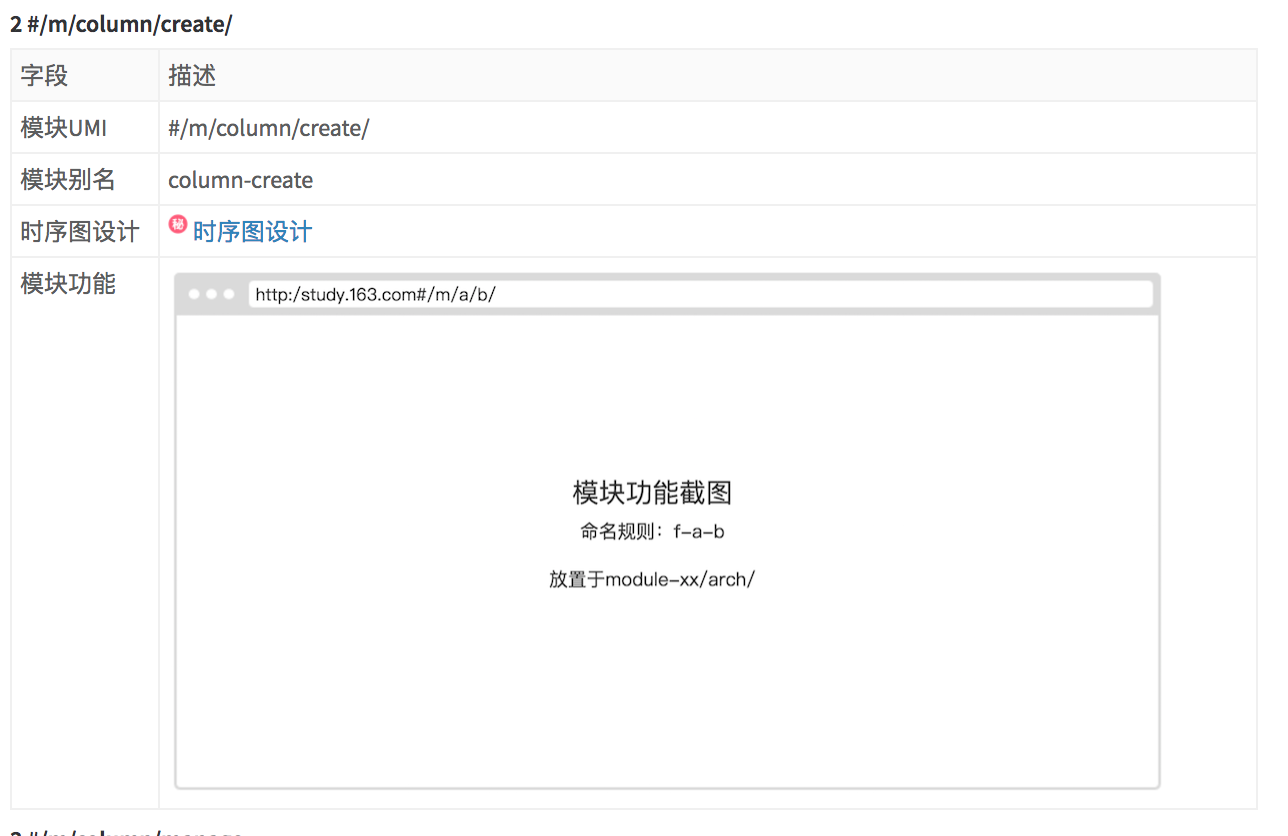 2 #/m/column/create/
字段 描述
模块UMI #/m/column/create/
模块别名 column-create
时序图设计 秘 时序图设计
模块功能
http:/study.163.com#/m/a/b/
模块功能截图
命名规则：f-a-b
放置于module-xx/arch/